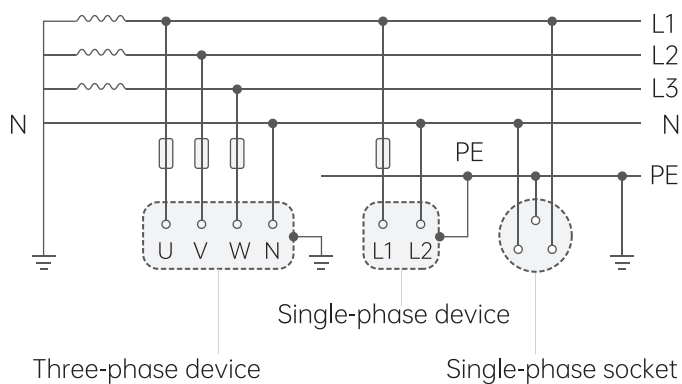 L1
L2
L3
N N
PE
PE
U V W N L1 L2
Single-phase device
Three-phase device Single-phase socket